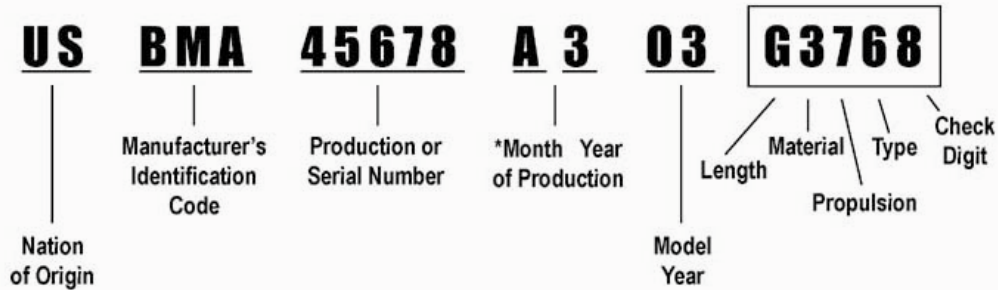 US BMA 45678 A 3 03 G3768
Manufacturer's
Identification
Code
Production or
Serial Number
*Month Year
of Production
Length
Material
Propulsion
Type
Check
Digit
Nation
of Origin
Model
Year